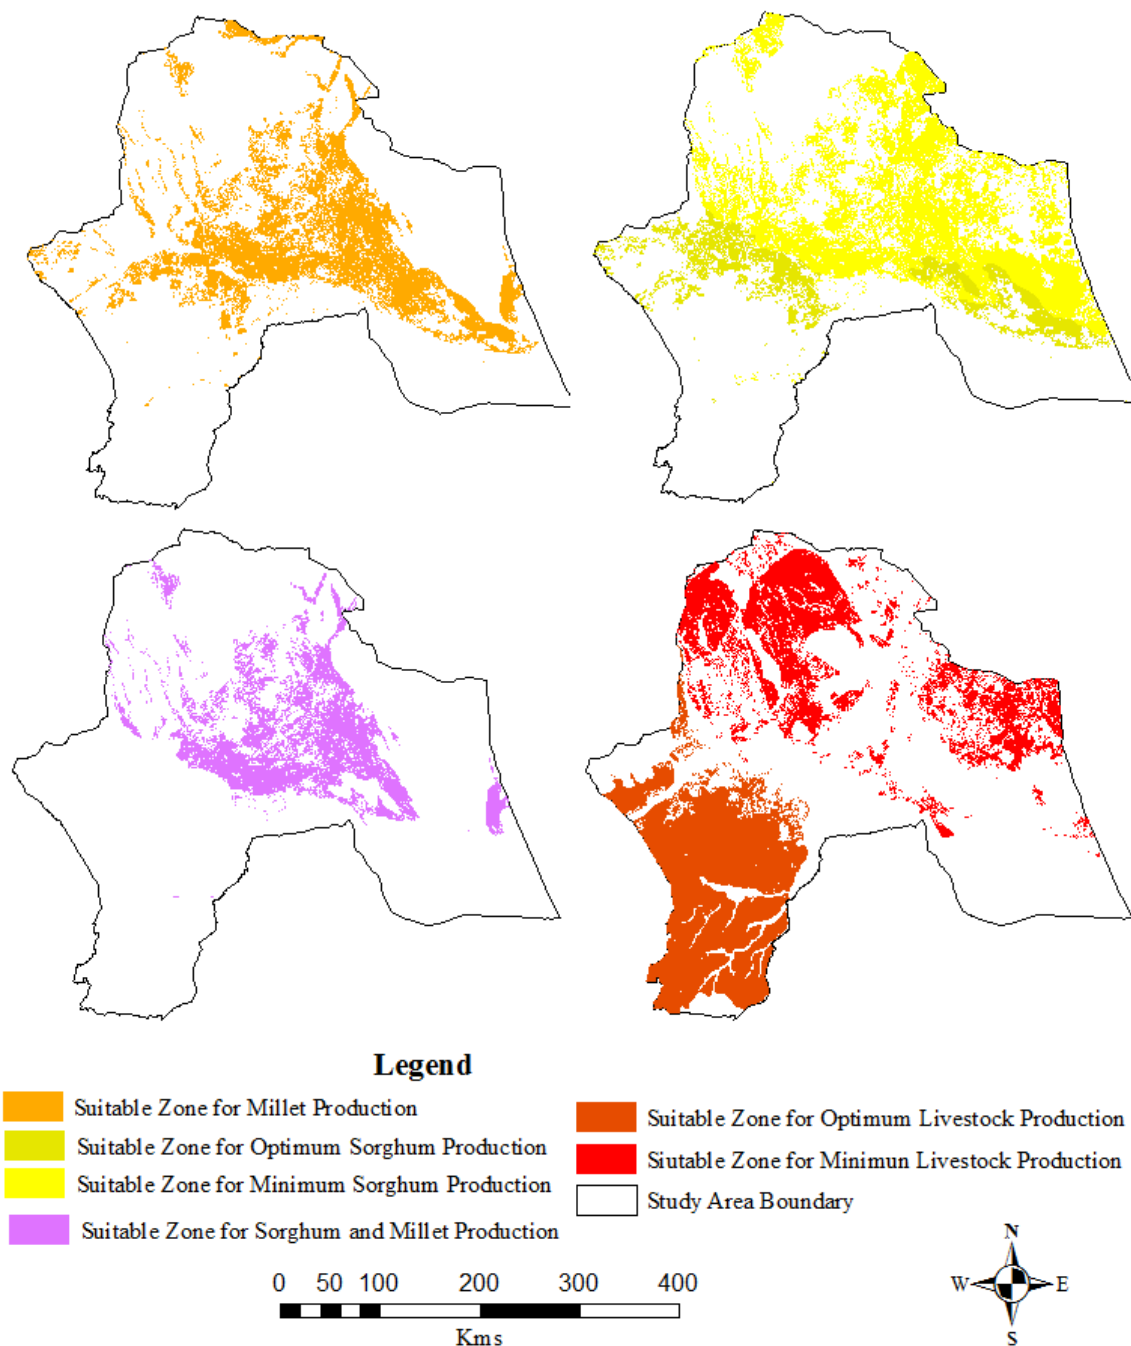 Legend
Suitable Zone for Millet Production
Suitable Zone for Optimum Sorghum Production
Suitable Zone for Minimum Sorghum Production
Suitable Zone for Sorghum and Millet Production
Suitable Zone for Optimum Livestock Production
Siutable Zone for Minimun Livestock Production
Study Area Boundary
0 50 100 200 300 400
Kms
N
W E
S